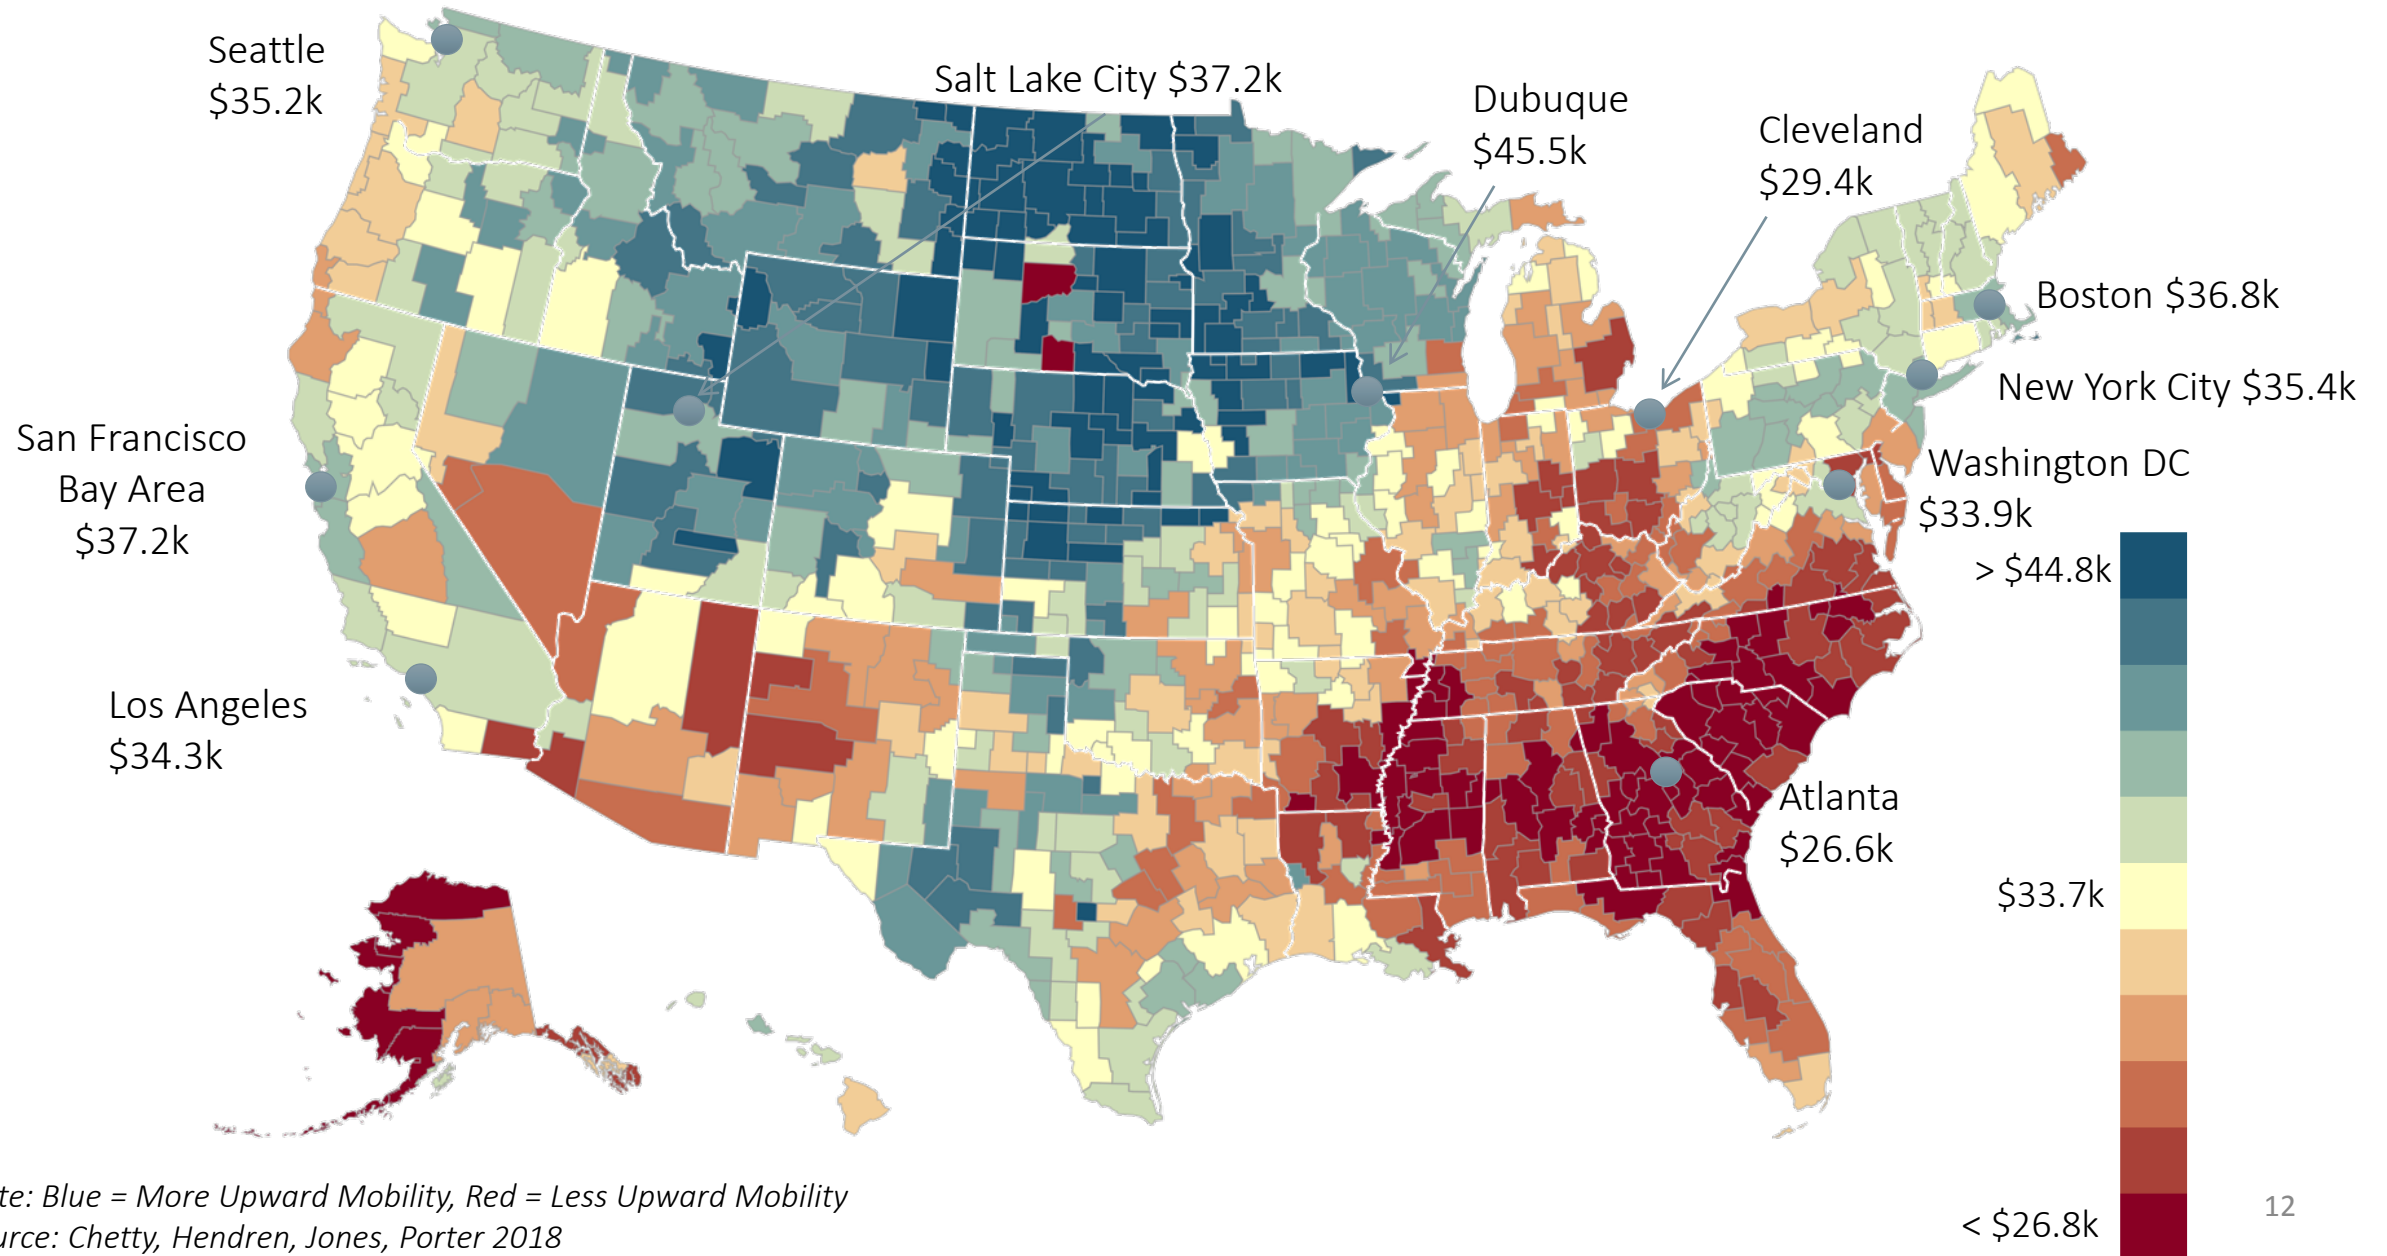 Seattle
$35.2k
Salt Lake City $37.2k
Dubuque
$45.5k
Cleveland
$29.4k
Boston $36.8k
New York City $35.4k
San Francisco
Bay Area
$37.2k
Washington DC
$33.9k
> $44.8k
Los Angeles
$34.3k
Atlanta
$26.6k
$33.7k
< $26.8k
te: Blue = More Upward Mobility, Red = Less Upward Mobility
urce: Chetty, Hendren, Jones, Porter 2018
12